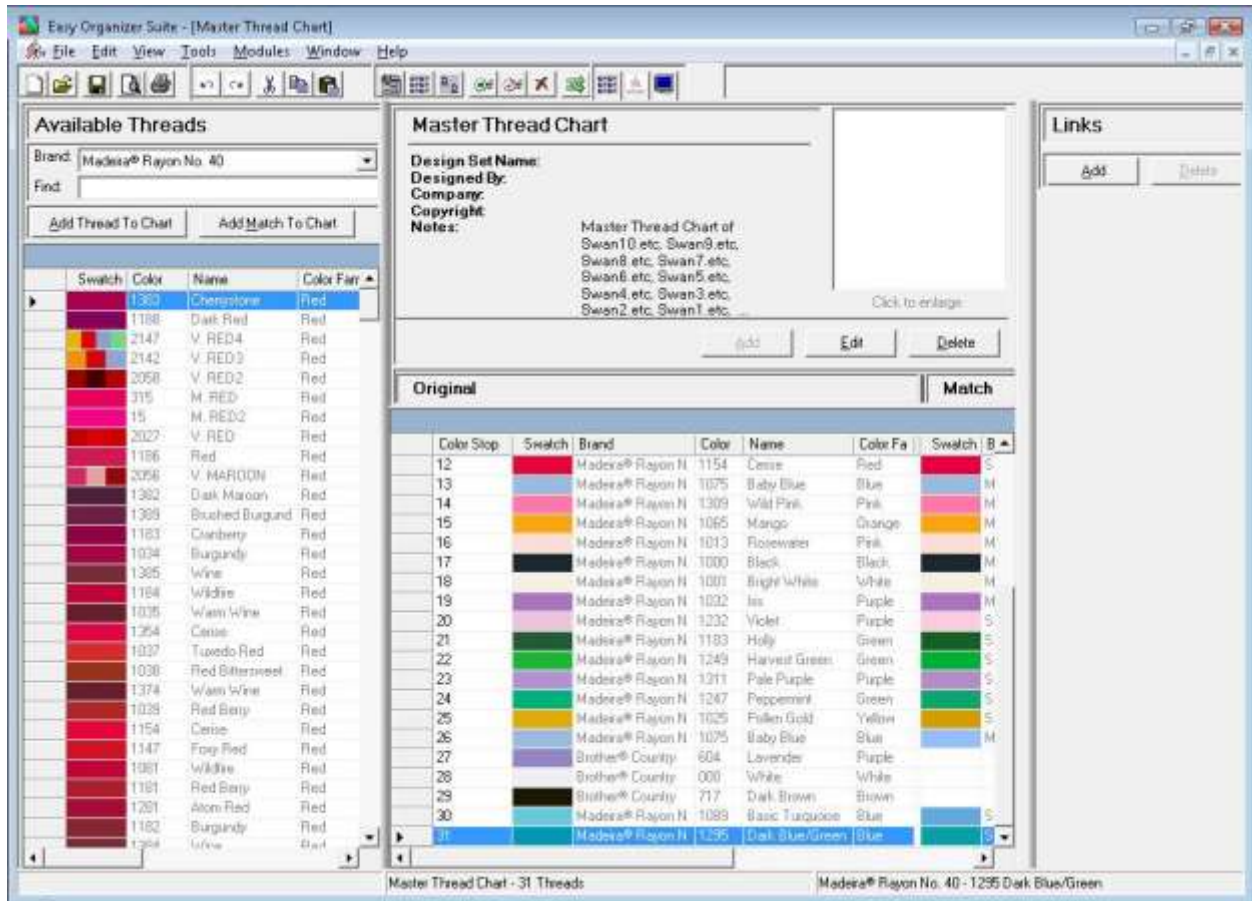 Easy Organizer Suite - [Master Thread Chart]
File Edit View Tools Modules Window Help
Available Threads
Brand: Madeira® Rayon No. 40
Find:
Add Thread To Chart Add Match To Chart
Swatch Color Name Color Fam
1383 Cherrystone Red
1188 Dark Red Red
2147 V. RED4 Red
2142 V. RED3 Red
2058 V. RED2 Red
315 M. RED Red
15 M. RED2 Red
2027 V. RED Red
1186 Red Red
2056 V. MAROON Red
1382 Dark Maroon Red
1389 Brushed Burgund Red
1183 Cranberry Red
1034 Burgundy Red
1385 Wine Red
1184 Wildfire Red
1035 Warm Wine Red
1354 Cerise Red
1037 Tuxedo Red Red
1038 Red Bittersweet Red
1374 Warm Wine Red
1039 Red Berry Red
1154 Cerise Red
1147 Foxy Red Red
1081 Wildfire Red
1181 Red Berry Red
1281 Atom Red Red
1182 Burgundy Red
1384 Wine Red
Master Thread Chart
Design Set Name:
Designed By:
Company:
Copyright
Notes: Master Thread Chart of
Swan10.etc, Swan9.etc,
Swan8.etc, Swan7.etc,
Swan6.etc, Swan5.etc,
Swan4.etc, Swan3.etc,
Swan2.etc, Swan1.etc, ...
Click to enlarge
Add Edit Delete
Original Match
Color Stop Swatch Brand Color Name Color Fa Swatch B
12 Madeira® Rayon N 1154 Cerise Red S
13 Madeira® Rayon N 1075 Baby Blue Blue M
14 Madeira® Rayon N 1309 Wild Pink Pink M
15 Madeira® Rayon N 1065 Mango Orange M
16 Madeira® Rayon N 1013 Rosewater Pink M
17 Madeira® Rayon N 1000 Black Black M
18 Madeira® Rayon N 1001 Bright White White M
19 Madeira® Rayon N 1032 Iris Purple M
20 Madeira® Rayon N 1232 Violet Purple S
21 Madeira® Rayon N 1103 Holly Green S
22 Madeira® Rayon N 1249 Harvest Green Green S
23 Madeira® Rayon N 1311 Pale Purple Purple S
24 Madeira® Rayon N 1247 Peppermint Green S
25 Madeira® Rayon N 1025 Pollen Gold Yellow S
26 Madeira® Rayon N 1075 Baby Blue Blue M
27 Brother® Country 604 Lavender Purple
28 Brother® Country 000 White White
29 Brother® Country 717 Dark Brown Brown
30 Madeira® Rayon N 1089 Basic Turquoise Blue S
31 Madeira® Rayon N 1295 Dark Blue/Green Blue S
Links
Add Delete
Master Thread Chart - 31 Threads
Madeira® Rayon No. 40 - 1295 Dark Blue/Green